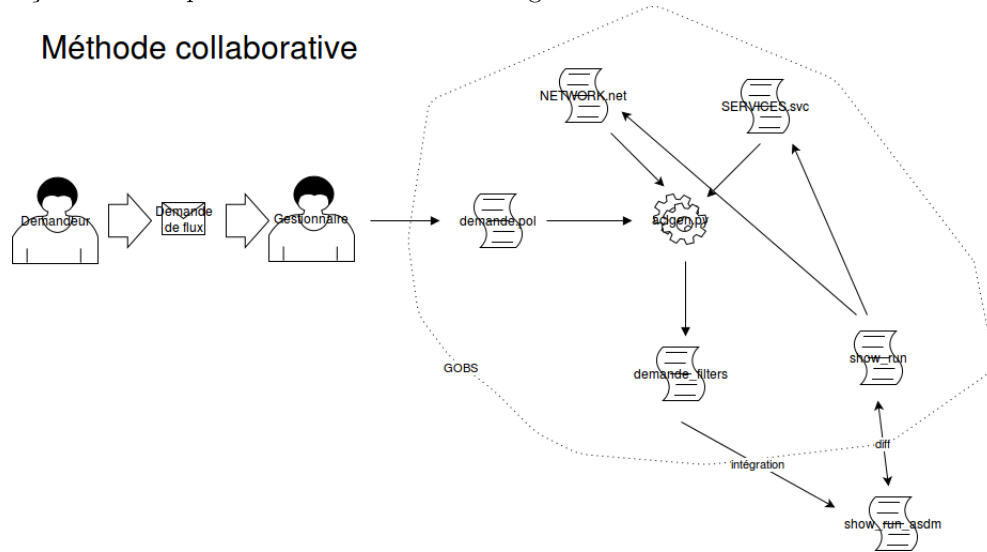 Méthode collaborative
NETWORK.net
SERVICES.svc
Demandeur
Demande
de flux
Gestionnaire
demande.pol
aclgen.py
show_run
demande_filters
GOBS
diff
intégration
show_run_asdm